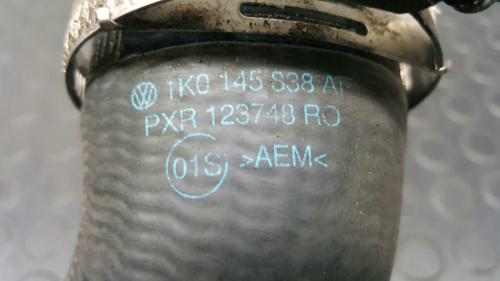 1K0 145 838 AF
PXR 123748 RO
01S >AEM<